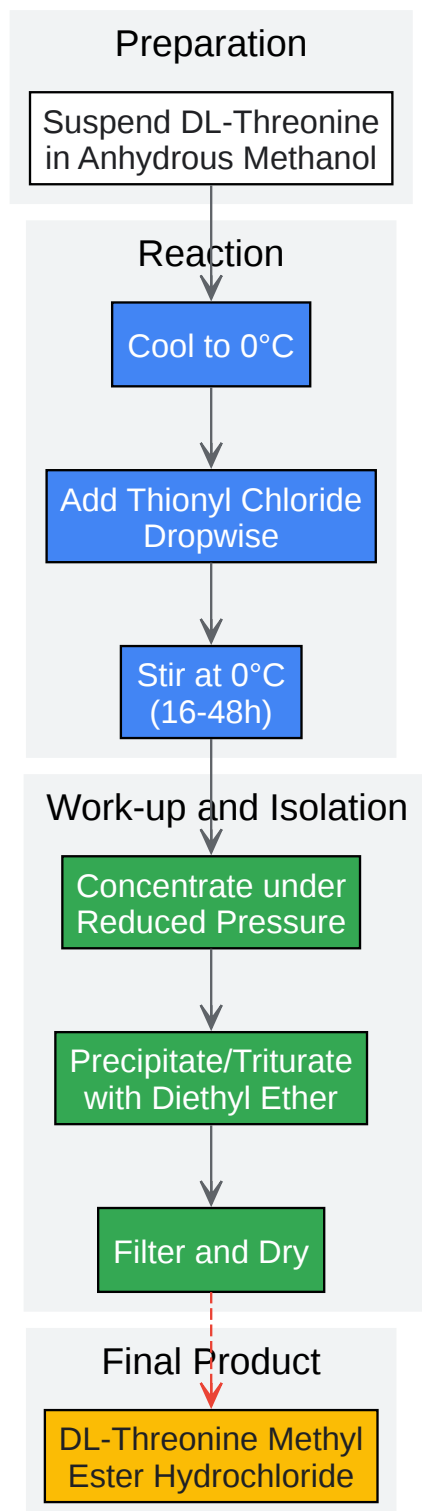 Preparation
Suspend DL-Threonine
in Anhydrous Methanol
Reaction
Cool to 0°C
Add Thionyl Chloride
Dropwise
Stir at 0°C
(16-48h)
Work-up and Isolation
Concentrate under
Reduced Pressure
Precipitate/Triturate
with Diethyl Ether
Filter and Dry
Final Product
DL-Threonine Methyl
Ester Hydrochloride